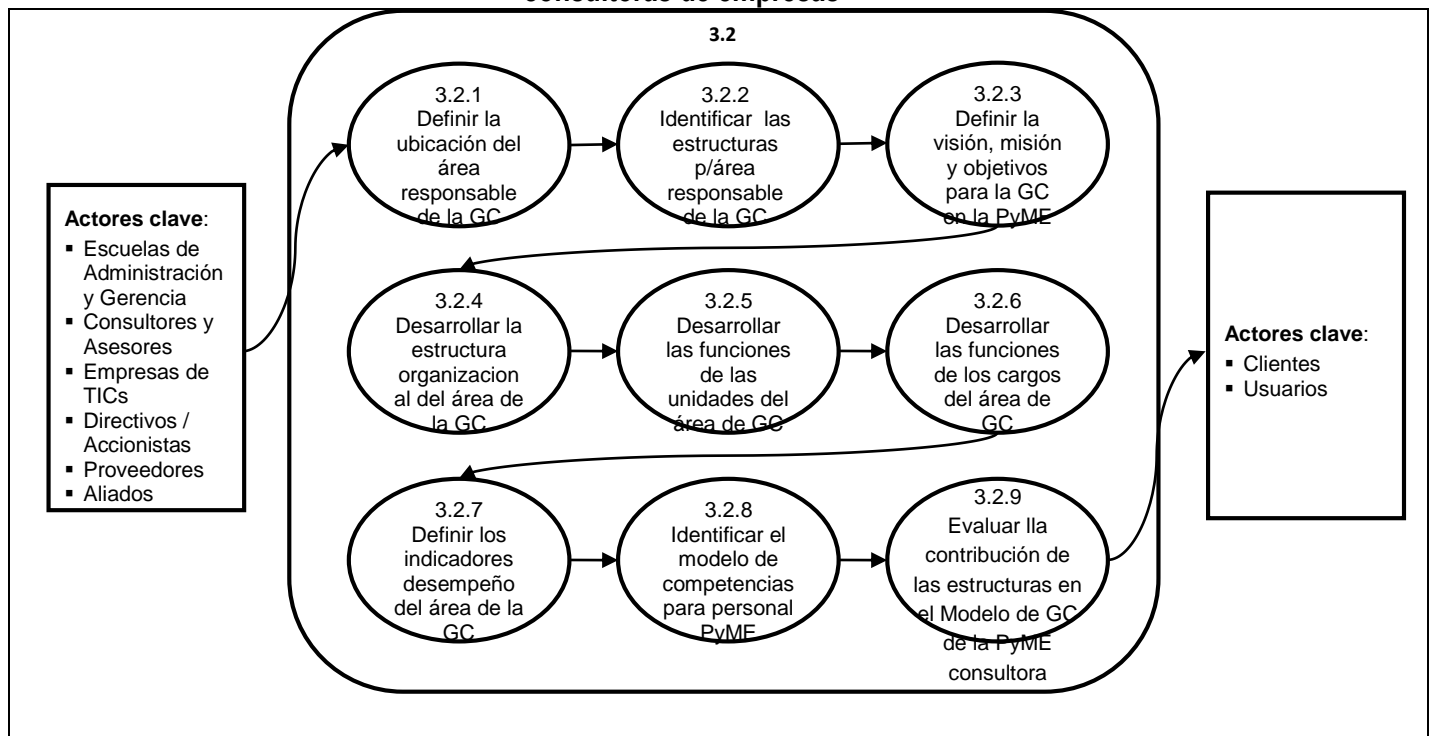 consultoras de empresas
3.2
3.2.1
Definir la
ubicación del
área
responsable
de la GC
3.2.2
Identificar las
estructuras
p/área
responsable
de la GC
3.2.3
Definir la
visión, misión
y objetivos
para la GC
en la PyME
Actores clave:
▪ Escuelas de
Administración
y Gerencia
▪ Consultores y
Asesores
▪ Empresas de
TICs
▪ Directivos /
Accionistas
▪ Proveedores
▪ Aliados
3.2.4
Desarrollar la
estructura
organizacion
al del área de
la GC
3.2.5
Desarrollar
las funciones
de las
unidades del
área de GC
3.2.6
Desarrollar
las funciones
de los cargos
del área de
GC
3.2.7
Definir los
indicadores
desempeño
del área de la
GC
3.2.8
Identificar el
modelo de
competencias
para personal
PyME
3.2.9
Evaluar lla
contribución de
las estructuras en
el Modelo de GC
de la PyME
consultora
Actores clave:
▪ Clientes
▪ Usuarios